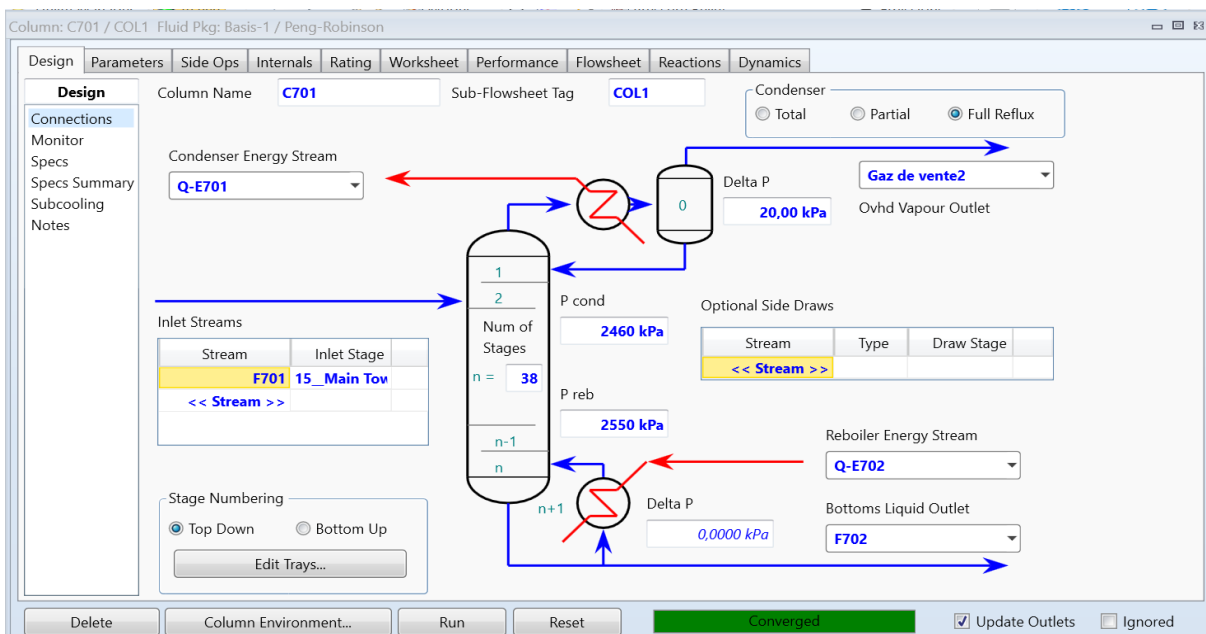 Column: C701 / COL1 Fluid Pkg: Basis-1 / Peng-Robinson
Design Parameters Side Ops Internals Rating Worksheet Performance Flowsheet Reactions Dynamics
Design
Connections
Monitor
Specs
Specs Summary
Subcooling
Notes
Column Name C701 Sub-Flowsheet Tag COL1
Condenser
Total Partial Full Reflux
Condenser Energy Stream
Q-E701
Delta P
20,00 kPa
Gaz de vente2
Ovhd Vapour Outlet
0
1
2
Num of
Stages
n = 38
n-1
n
n+1
Inlet Streams
Stream Inlet Stage
F701 15__Main Tow
<< Stream >>
P cond
2460 kPa
P reb
2550 kPa
Optional Side Draws
Stream Type Draw Stage
<< Stream >>
Reboiler Energy Stream
Q-E702
Delta P
0,0000 kPa
Bottoms Liquid Outlet
F702
Stage Numbering
Top Down Bottom Up
Edit Trays...
Delete Column Environment... Run Reset Converged Update Outlets Ignored